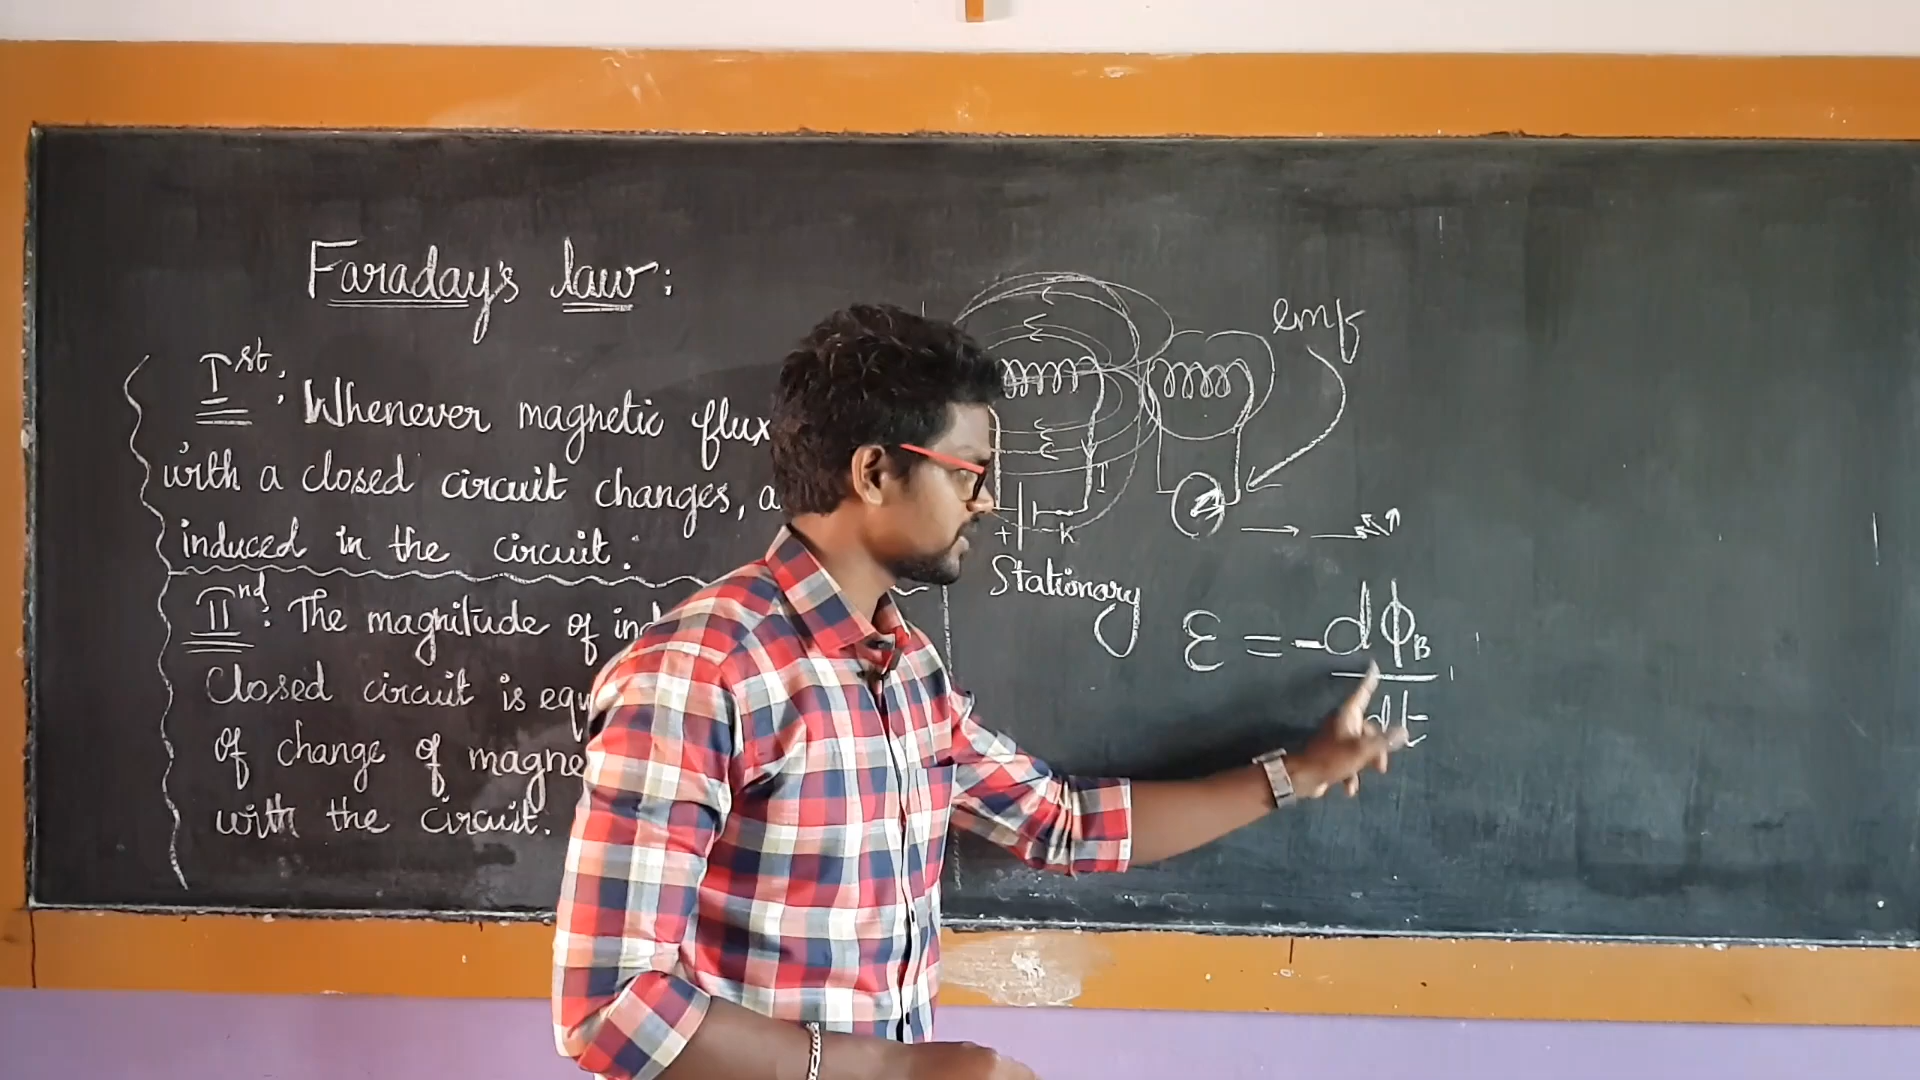 Faraday's law:
Ist: Whenever magnetic flux
with a closed circuit changes, a
induced in the circuit.
IInd: The magnitude of ind
Closed circuit is equ
of change of magne
with the circuit.
emf
I
+ - K
Stationary
ε = -dϕB
dt